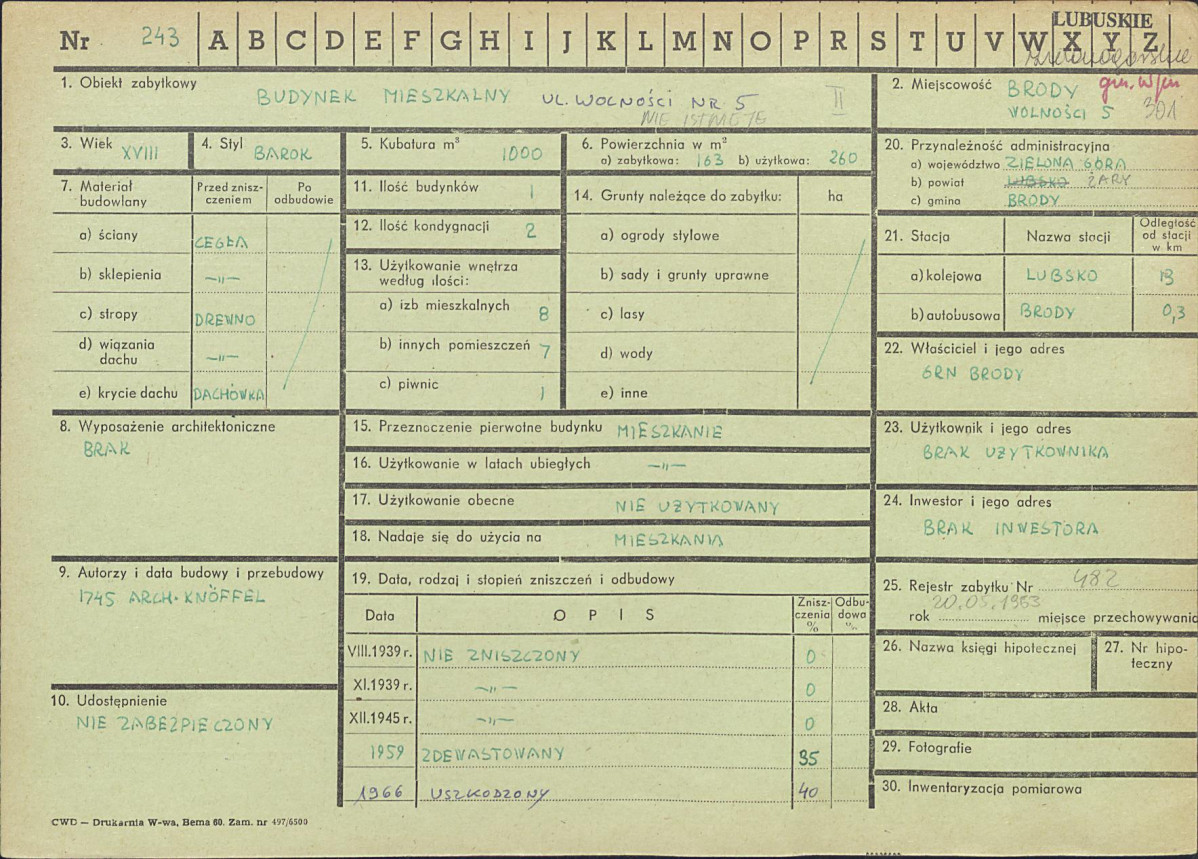 LUBUSKIE
Nr 243 A B C D E F G H I J K L M N O P R S T U V W X Y Z
zielonogórskie
1. Obiekt zabytkowy
BUDYNEK MIESZKALNY UL. WOLNOŚCI NR 5 II
NIE ISTNIEJE
2. Miejscowość BRODY gm. w/m
WOLNOŚCI 5 301
3. Wiek XVIII
4. Styl BAROK
5. Kubatura m³ 1000
6. Powierzchnia w m²
a) zabytkowa: 163 b) użytkowa: 260
7. Materiał budowlany
Przed zniszczeniem
Po odbudowie
a) ściany CEGŁA
b) sklepienia —„—
c) stropy DREWNO
d) wiązania dachu —„—
e) krycie dachu DACHÓWKA
8. Wyposażenie architektoniczne
BRAK
9. Autorzy i data budowy i przebudowy
1745 ARCH. KNÖFFEL
10. Udostępnienie
NIE ZABEZPIECZONY
11. Ilość budynków 1
12. Ilość kondygnacji 2
13. Użytkowanie wnętrza
według ilości:
a) izb mieszkalnych 8
b) innych pomieszczeń 7
c) piwnic 1
14. Grunty należące do zabytku: ha
a) ogrody stylowe
b) sady i grunty uprawne
c) lasy
d) wody
e) inne
15. Przeznaczenie pierwotne budynku MIESZKANIE
16. Użytkowanie w latach ubiegłych —„—
17. Użytkowanie obecne NIE UŻYTKOWANY
18. Nadaje się do użycia na MIESZKANIA
19. Data, rodzaj i stopień zniszczeń i odbudowy
Data OPIS Zniszczenia % Odbudowa %
VIII.1939 r. NIE ZNISZCZONY 0
XI.1939 r. —„— 0
XII.1945 r. —„— 0
1959 ZDEWASTOWANY 35
1966 USZKODZONY 40
20. Przynależność administracyjna
a) województwo ZIELONA GÓRA
b) powiat LUBSKO ŻARY
c) gmina BRODY
21. Stacja Nazwa stacji Odległość od stacji w km
a) kolejowa LUBSKO 13
b) autobusowa BRODY 0,3
22. Właściciel i jego adres
GRN BRODY
23. Użytkownik i jego adres
BRAK UŻYTKOWNIKA
24. Inwestor i jego adres
BRAK INWESTORA
25. Rejestr zabytku Nr 482
20.05.1963
rok miejsce przechowywania
26. Nazwa księgi hipotecznej
27. Nr hipoteczny
28. Akta
29. Fotografie
30. Inwentaryzacja pomiarowa
CWD — Drukarnia W-wa, Bema 60. Zam. nr 497/6500